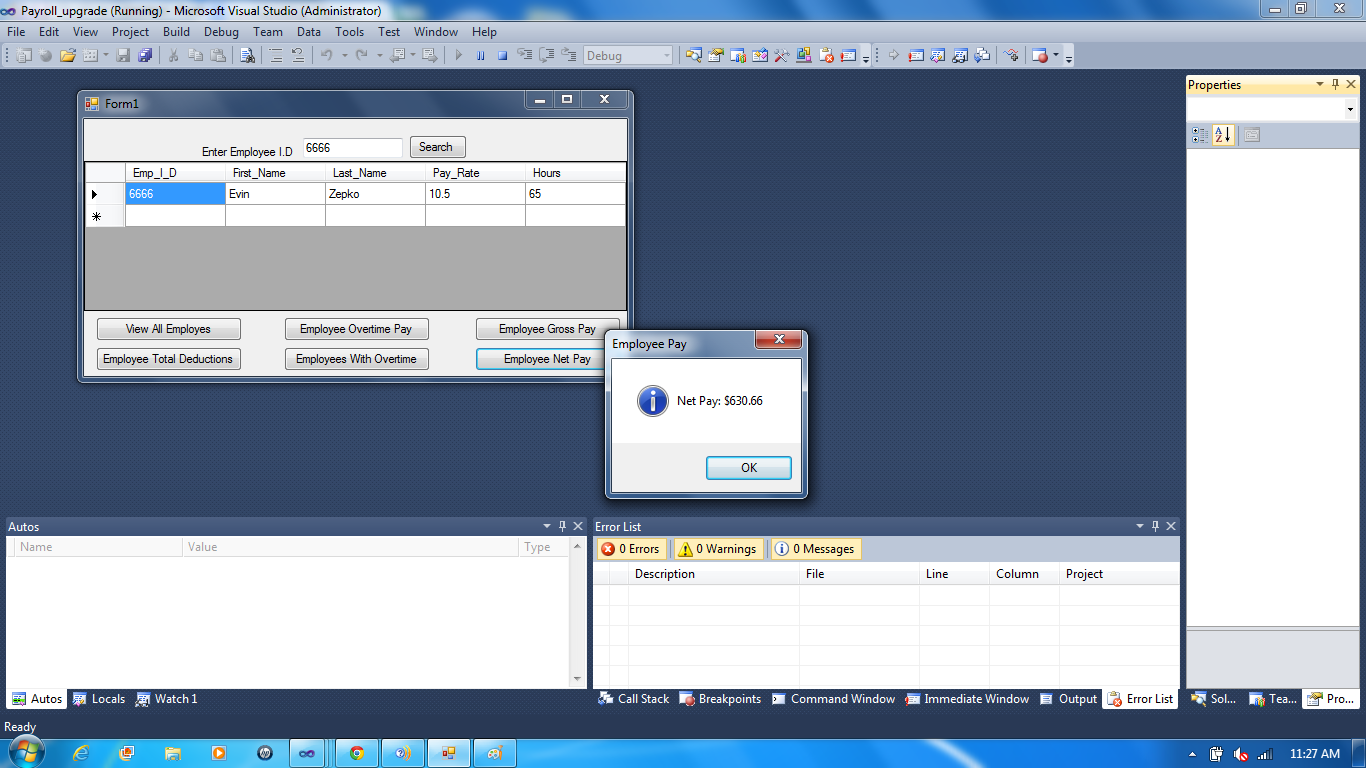 Payroll_upgrade (Running) - Microsoft Visual Studio (Administrator)
File Edit View Project Build Debug Team Data Tools Test Window Help
Debug
Properties
Form1
Enter Employee I.D 6666 Search
Emp_I_D First_Name Last_Name Pay_Rate Hours
6666 Evin Zepko 10.5 65
View All Employes Employee Overtime Pay Employee Gross Pay
Employee Total Deductions Employees With Overtime Employee Net Pay
Employee Pay
Net Pay: $630.66
OK
Autos
Name Value Type
Error List
0 Errors 0 Warnings 0 Messages
Description File Line Column Project
Autos Locals Watch 1
Call Stack Breakpoints Command Window Immediate Window Output Error List
Sol... Tea... Pro...
Ready
11:27 AM